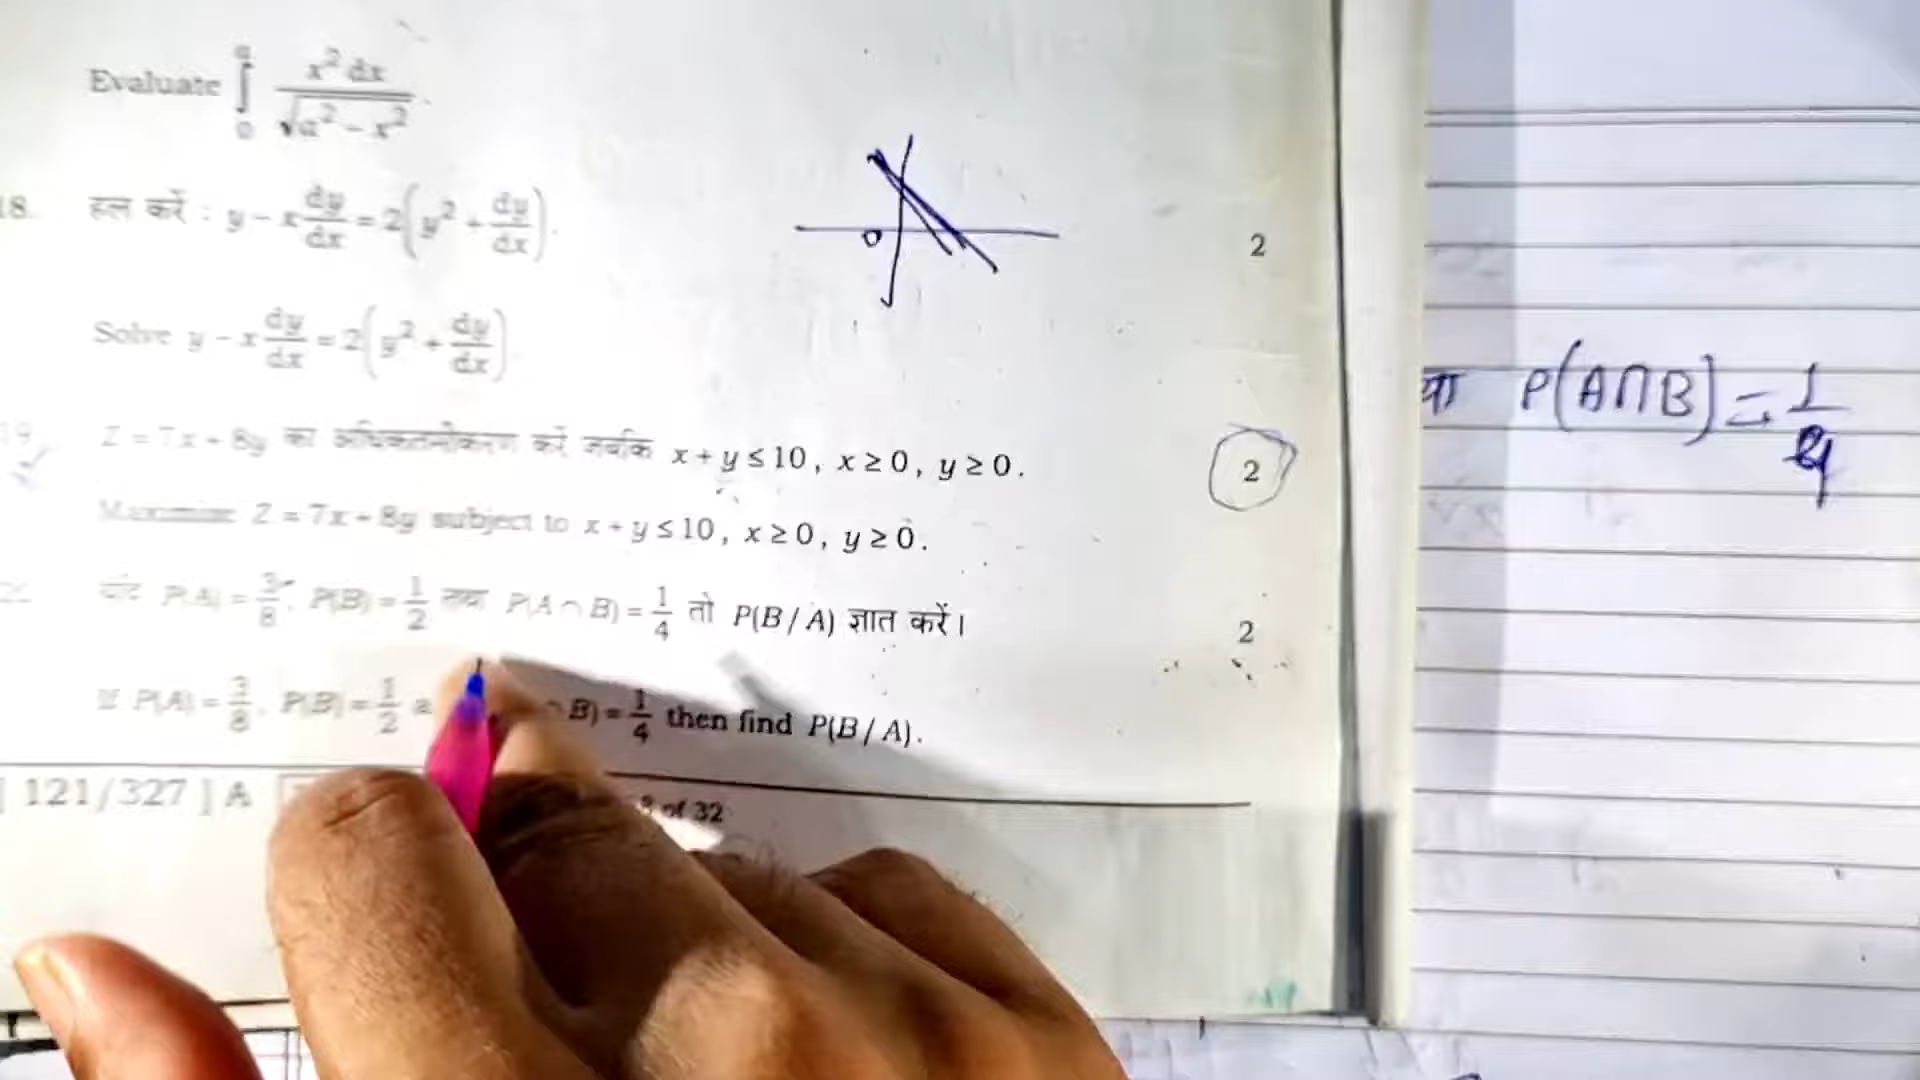 Evaluate ∫₀ᵃ x² dx / √(a² − x²).
18. हल करें : y − x dy/dx = 2(y² + dy/dx). 2
Solve y − x dy/dx = 2(y² + dy/dx)
19. Z = 7x + 8y का अधिकतमीकरण करें जबकि x + y ≤ 10, x ≥ 0, y ≥ 0. 2
Maximize Z = 7x + 8y subject to x + y ≤ 10, x ≥ 0, y ≥ 0.
यदि P(A) = 3/8, P(B) = 1/2 तथा P(A ∩ B) = 1/4 तो P(B / A) ज्ञात करें। 2
If P(A) = 3/8, P(B) = 1/2 a ∩ B) = 1/4 then find P(B / A).
[ 121/327 ] A of 32
0
P(A∩B) = 1/4